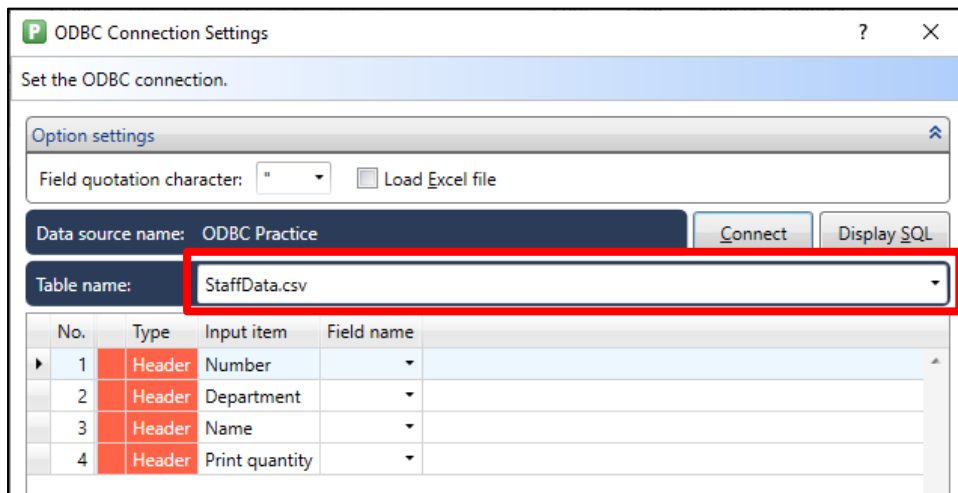 P ODBC Connection Settings ? ×
Set the ODBC connection.
Option settings
Field quotation character: " Load Excel file
Data source name: ODBC Practice Connect Display SQL
Table name: StaffData.csv
No. Type Input item Field name
1 Header Number
2 Header Department
3 Header Name
4 Header Print quantity